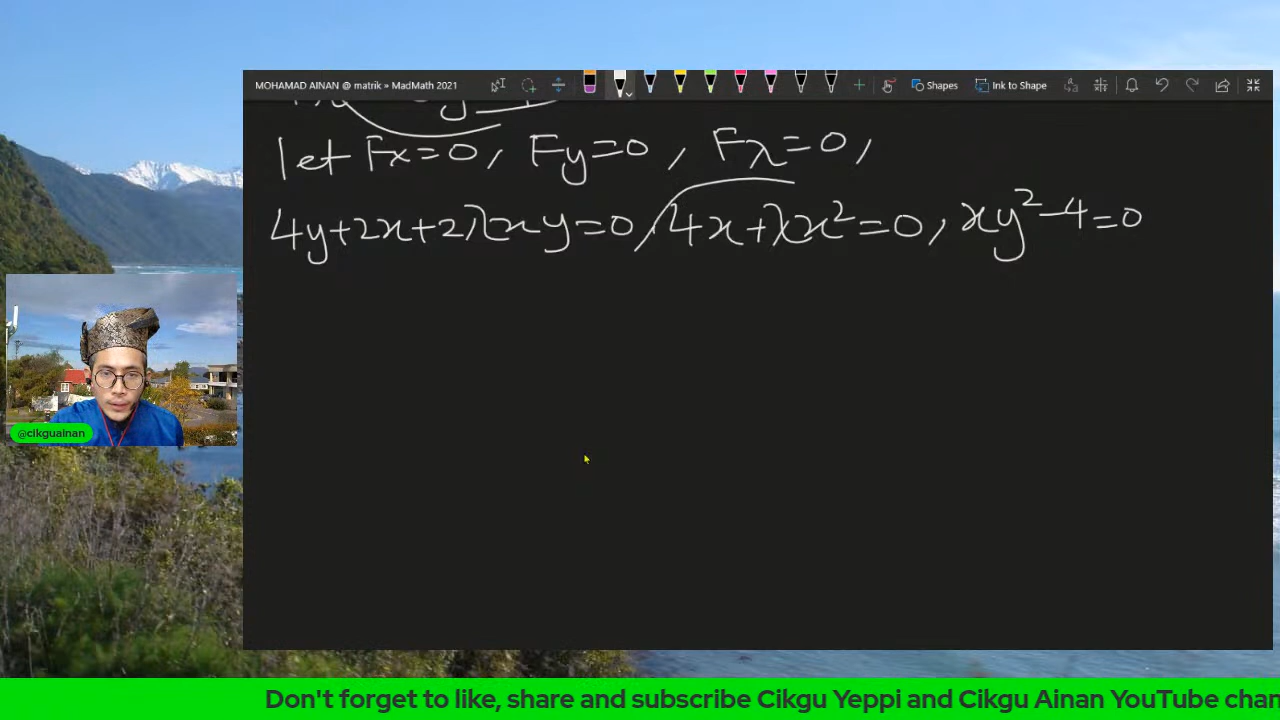 MOHAMAD AINAN @ matrik » MadMath 2021
Shapes
Ink to Shape
let Fx=0, Fy=0, Fλ=0,
4y+2x+2λxy=0, 4x+λx²=0, xy²-4=0
@cikguainan
Don't forget to like, share and subscribe Cikgu Yeppi and Cikgu Ainan YouTube chan